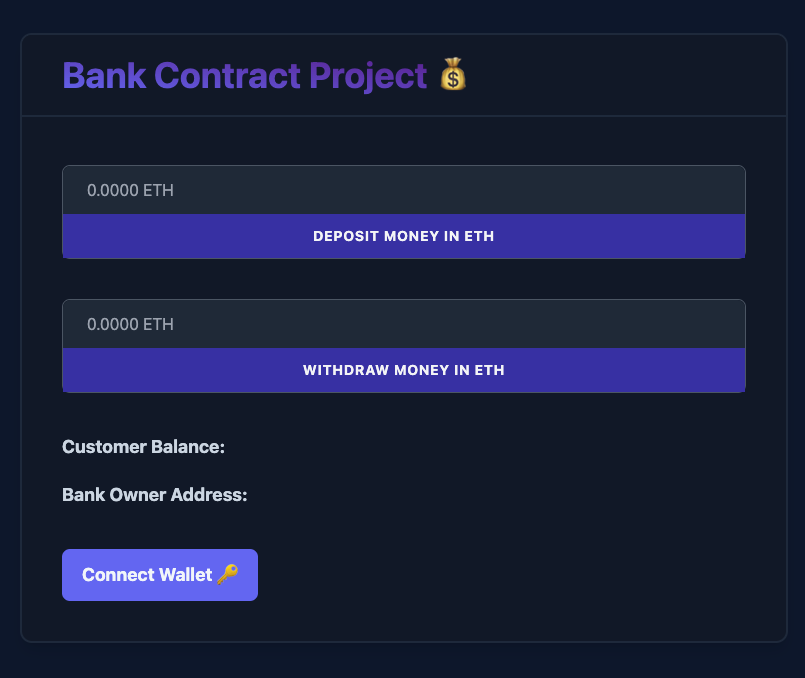 Bank Contract Project 💰
0.0000 ETH
DEPOSIT MONEY IN ETH
0.0000 ETH
WITHDRAW MONEY IN ETH
Customer Balance:
Bank Owner Address:
Connect Wallet 🔑